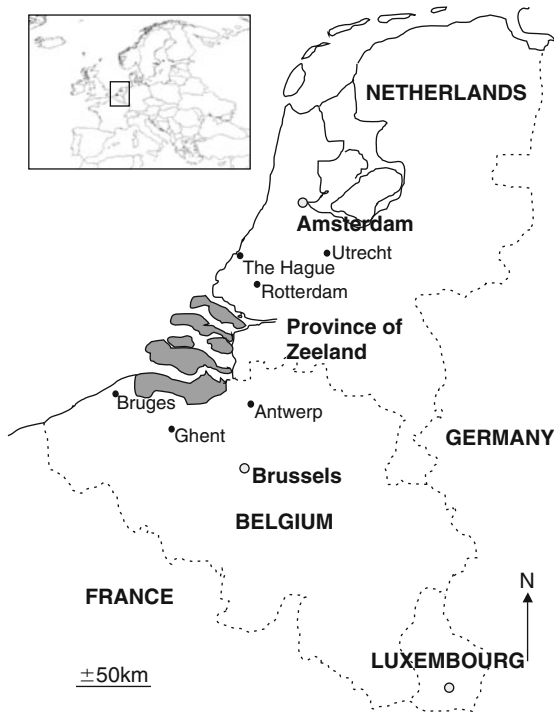 NETHERLANDS
Amsterdam
Utrecht
The Hague
Rotterdam
Province of
Zeeland
Bruges
Antwerp
Ghent
GERMANY
Brussels
BELGIUM
N
FRANCE
LUXEMBOURG
±50km